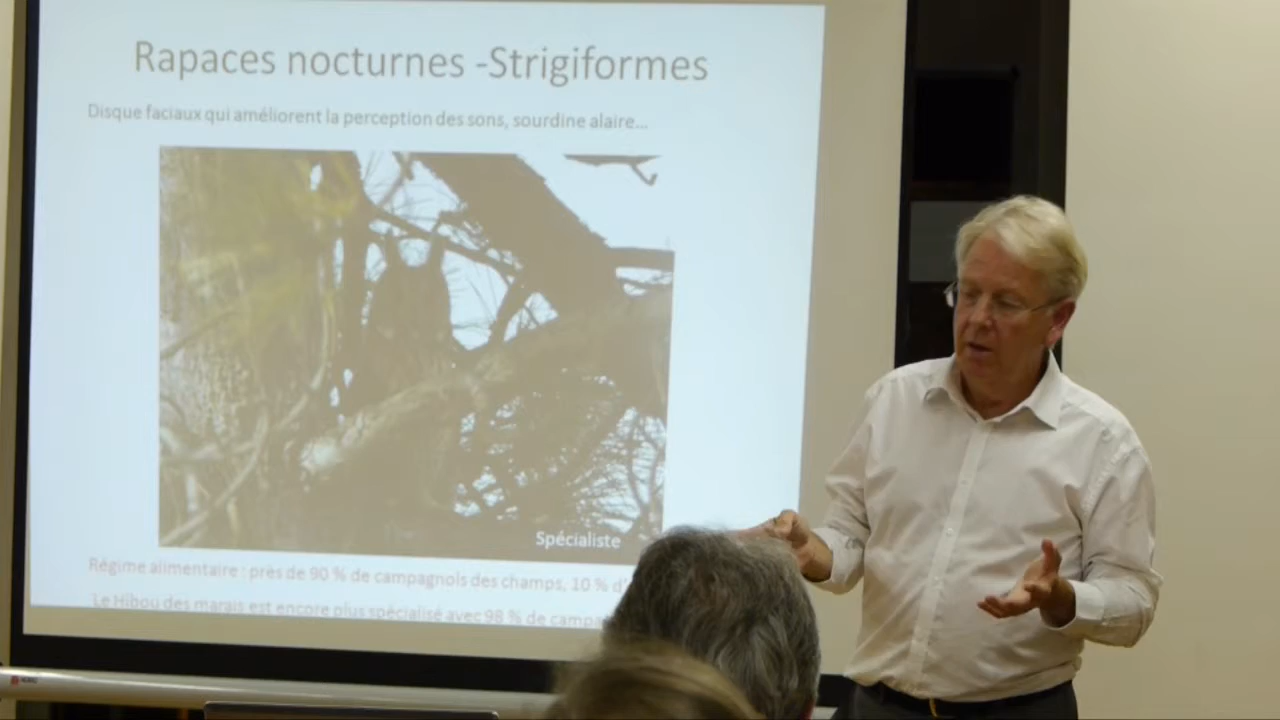 Rapaces nocturnes -Strigiformes
Disque faciaux qui améliorent la perception des sons, sourdine alaire...
Spécialiste
Régime alimentaire : près de 90 % de campagnols des champs, 10 % d'
Le Hibou des marais est encore plus spécialisé avec 98 % de campa